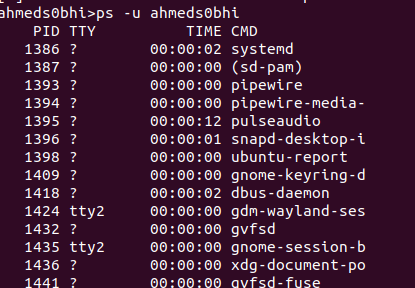 ahmeds0bhi>ps -u ahmeds0bhi
PID TTY TIME CMD
1386 ? 00:00:02 systemd
1387 ? 00:00:00 (sd-pam)
1393 ? 00:00:00 pipewire
1394 ? 00:00:00 pipewire-media-
1395 ? 00:00:12 pulseaudio
1396 ? 00:00:01 snapd-desktop-i
1398 ? 00:00:00 ubuntu-report
1409 ? 00:00:00 gnome-keyring-d
1418 ? 00:00:02 dbus-daemon
1424 tty2 00:00:00 gdm-wayland-ses
1432 ? 00:00:00 gvfsd
1435 tty2 00:00:00 gnome-session-b
1436 ? 00:00:00 xdg-document-po
1441 ? 00:00:00 gvfsd-fuse